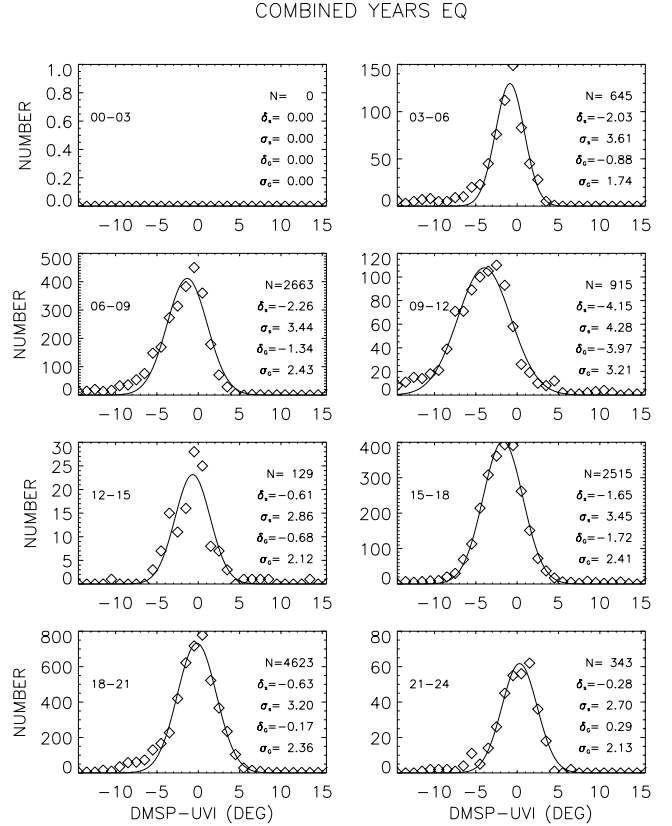 COMBINED YEARS EQ
NUMBER
1.0
0.8
0.6
0.4
0.2
0.0
00−03
N= 0
δs= 0.00
σs= 0.00
δG= 0.00
σG= 0.00
−10 −5 0 5 10 15
150
100
50
0
03−06
N= 645
δs=−2.03
σs= 3.61
δG=−0.88
σG= 1.74
−10 −5 0 5 10 15
NUMBER
500
400
300
200
100
0
06−09
N=2663
δs=−2.26
σs= 3.44
δG=−1.34
σG= 2.43
−10 −5 0 5 10 15
120
100
80
60
40
20
0
09−12
N= 915
δs=−4.15
σs= 4.28
δG=−3.97
σG= 3.21
−10 −5 0 5 10 15
NUMBER
30
25
20
15
10
5
0
12−15
N= 129
δs=−0.61
σs= 2.86
δG=−0.68
σG= 2.12
−10 −5 0 5 10 15
400
300
200
100
0
15−18
N=2515
δs=−1.65
σs= 3.45
δG=−1.72
σG= 2.41
−10 −5 0 5 10 15
NUMBER
800
600
400
200
0
18−21
N=4623
δs=−0.63
σs= 3.20
δG=−0.17
σG= 2.36
−10 −5 0 5 10 15
DMSP−UVI (DEG)
80
60
40
20
0
21−24
N= 343
δs=−0.28
σs= 2.70
δG= 0.29
σG= 2.13
−10 −5 0 5 10 15
DMSP−UVI (DEG)